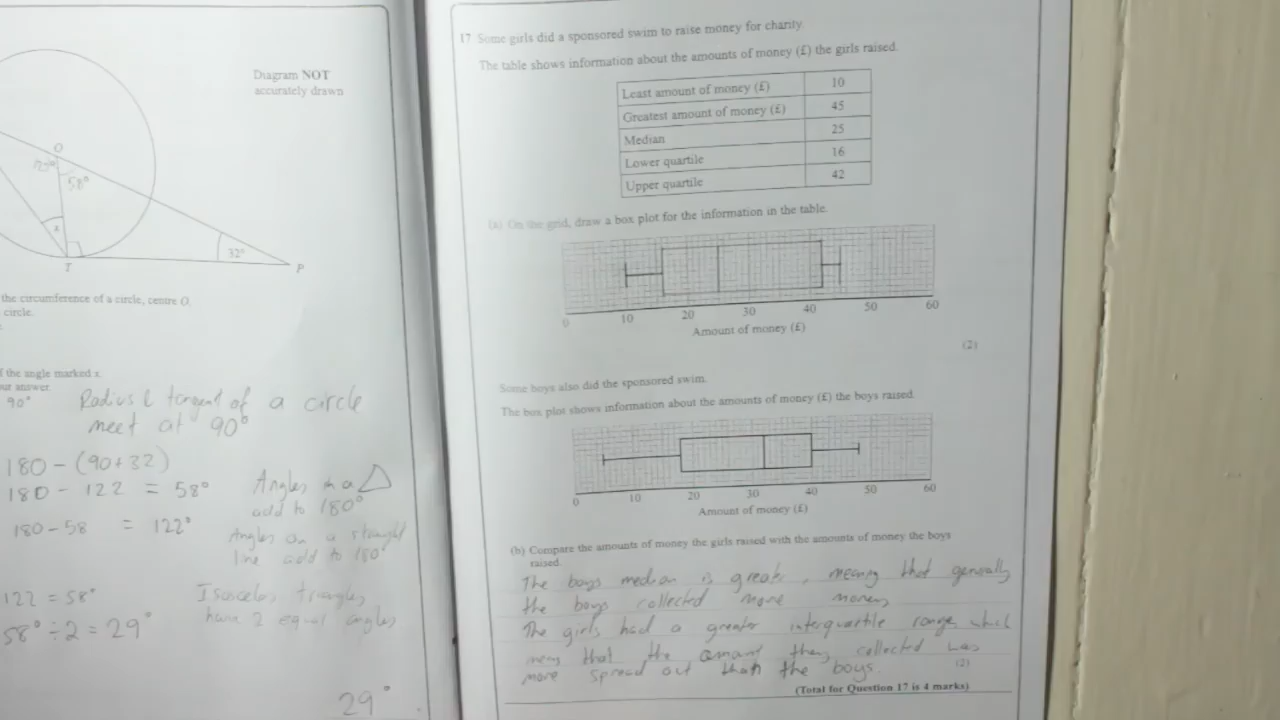 Diagram NOT
accurately drawn
O
122°
58°
x
32°
T
P
the circumference of a circle, centre O.
circle.
f the angle marked x.
our answer.
90° Radius & tangent of a circle
meet at 90°
180 - (90+32)
180 - 122 = 58° Angles in a △
add to 180°
180 - 58 = 122° Angles on a straight
line add to 180°
122 = 58° Isosceles triangles
58° ÷ 2 = 29° have 2 equal angles
29°
17 Some girls did a sponsored swim to raise money for charity.
The table shows information about the amounts of money (£) the girls raised.
Least amount of money (£) 10
Greatest amount of money (£) 45
Median 25
Lower quartile 16
Upper quartile 42
(a) On the grid, draw a box plot for the information in the table.
0 10 20 30 40 50 60
Amount of money (£)
(2)
Some boys also did the sponsored swim.
The box plot shows information about the amounts of money (£) the boys raised.
0 10 20 30 40 50 60
Amount of money (£)
(b) Compare the amounts of money the girls raised with the amounts of money the boys
raised.
The boys median is greater, meaning that generally
the boys collected more money
The girls had a greater interquartile range which
means that the amount they collected was
more spread out than the boys.
(2)
(Total for Question 17 is 4 marks)